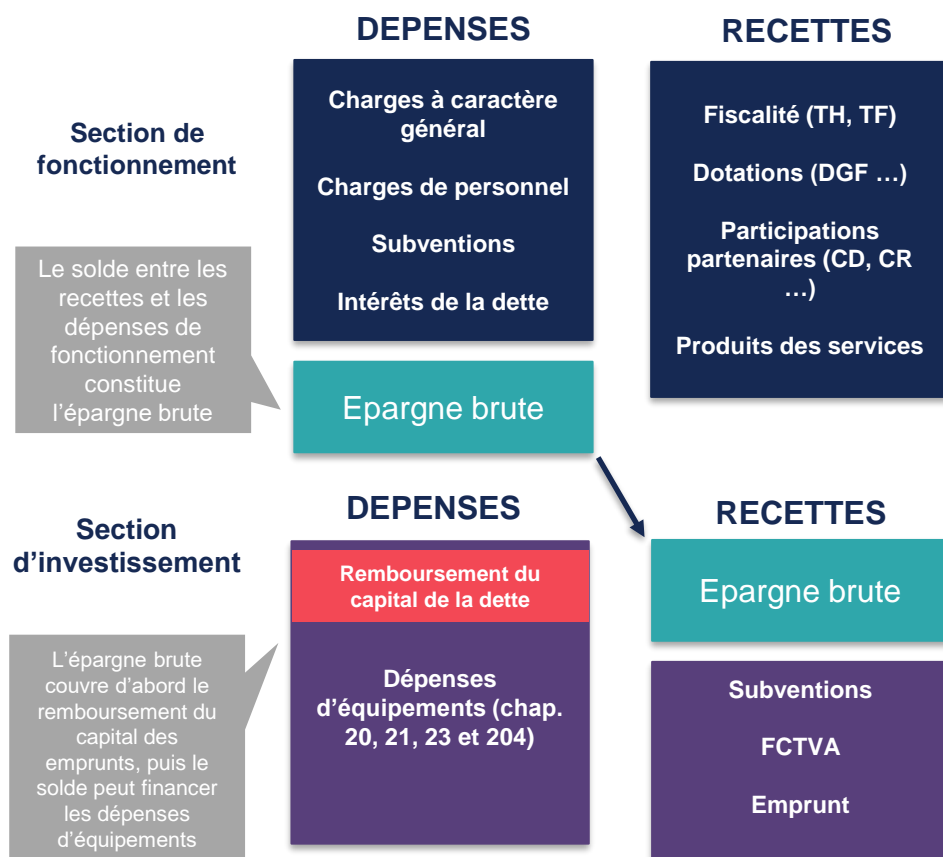 DEPENSES
RECETTES
Section de
fonctionnement
Charges à caractère
général
Charges de personnel
Subventions
Intérêts de la dette
Fiscalité (TH, TF)
Dotations (DGF …)
Participations
partenaires (CD, CR
…)
Produits des services
Le solde entre les
recettes et les
dépenses de
fonctionnement
constitue
l’épargne brute
Epargne brute
Section
d’investissement
DEPENSES
RECETTES
Remboursement du
capital de la dette
Epargne brute
L’épargne brute
couvre d’abord le
remboursement du
capital des
emprunts, puis le
solde peut financer
les dépenses
d’équipements
Dépenses
d’équipements (chap.
20, 21, 23 et 204)
Subventions
FCTVA
Emprunt